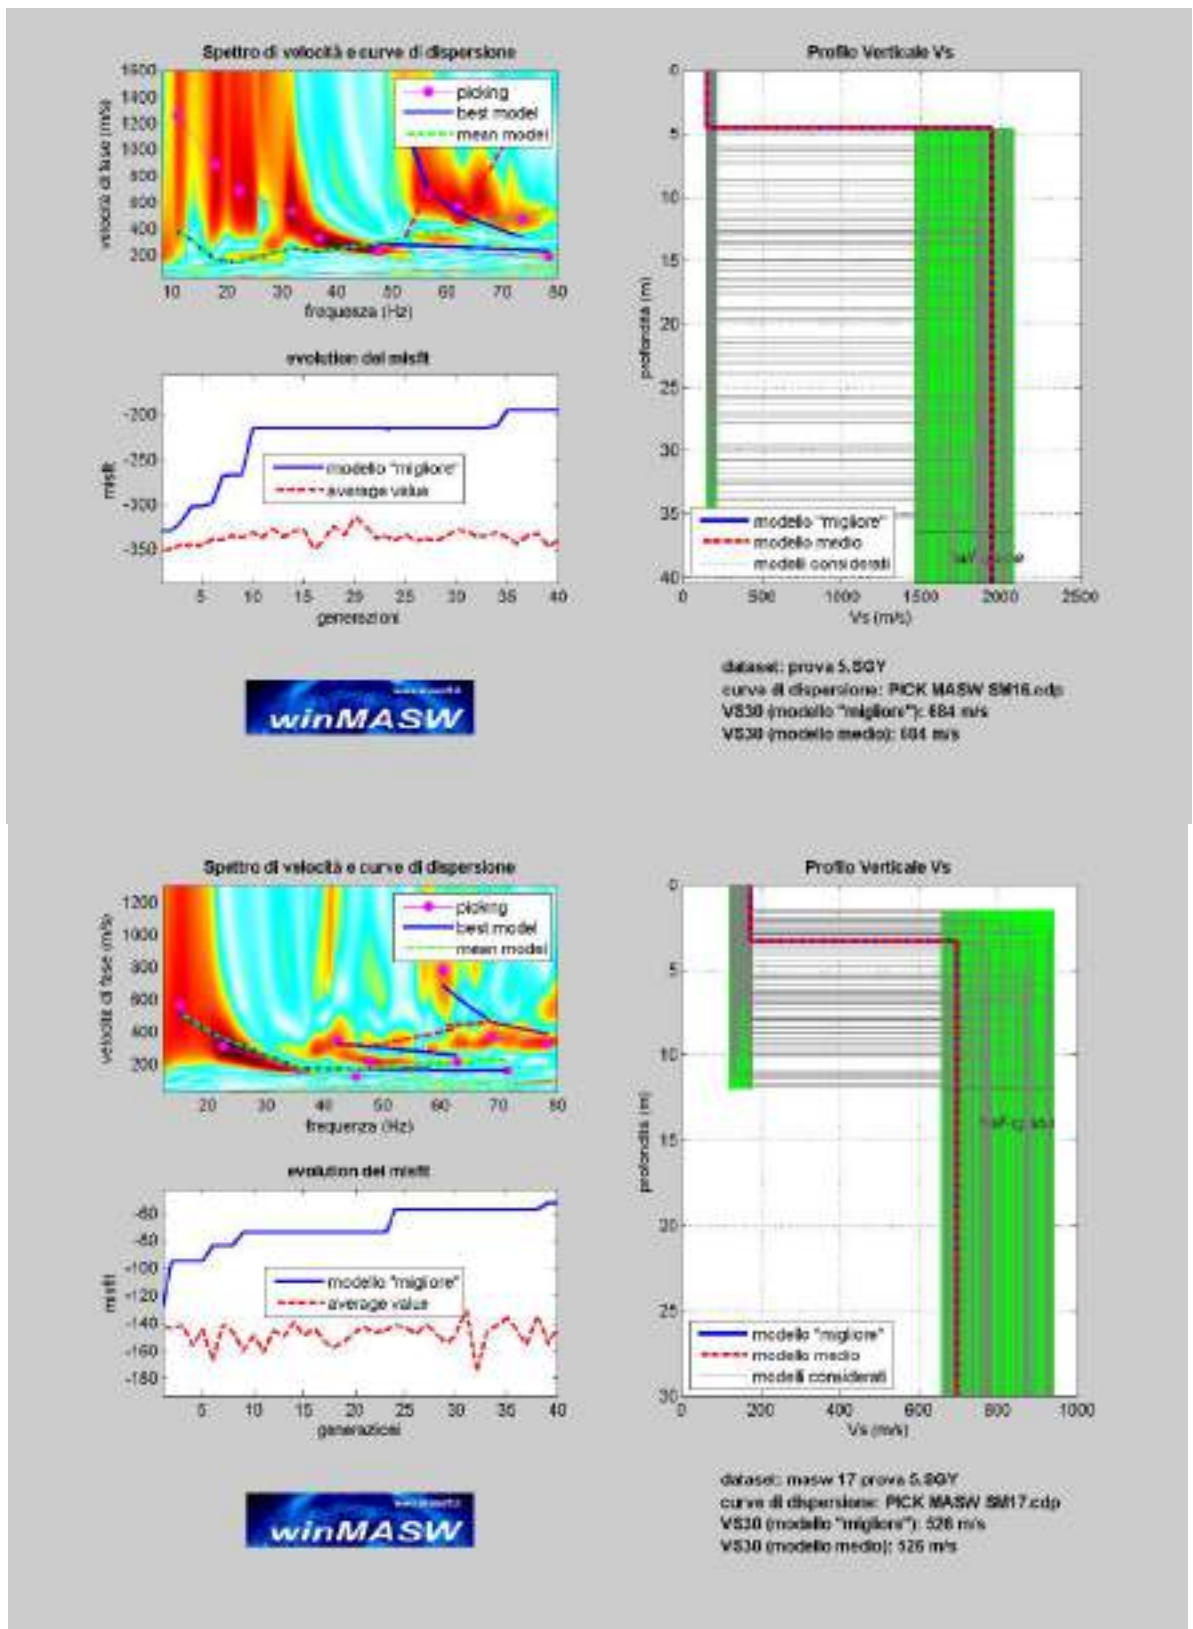 Spettro di velocità e curve di dispersione
1600
1400
1200
1000
800
600
400
200
velocità di fase (m/s)
picking
best model
mean model
10 20 30 40 50 60 70 80
frequenza (Hz)
evolution del misfit
-200
-250
-300
-350
misfit
modello "migliore"
average value
5 10 15 20 25 30 35 40
generazioni
winMASW
Profilo Verticale Vs
0
5
10
15
20
25
30
35
40
profondità (m)
modello "migliore"
modello medio
modelli considerati
0 500 1000 1500 2000 2500
Vs (m/s)
dataset: prova 5.SGY
curva di dispersione: PICK MASW SM16.cdp
VS30 (modello "migliore"): 684 m/s
VS30 (modello medio): 684 m/s
Spettro di velocità e curve di dispersione
1200
1000
800
600
400
200
velocità di fase (m/s)
picking
best model
mean model
20 30 40 50 60 70 80
frequenza (Hz)
evolution del misfit
-60
-80
-100
-120
-140
-160
-180
misfit
modello "migliore"
average value
5 10 15 20 25 30 35 40
generazioni
winMASW
Profilo Verticale Vs
0
5
10
15
20
25
30
profondità (m)
modello "migliore"
modello medio
modelli considerati
0 200 400 600 800 1000
Vs (m/s)
dataset: masw 17 prova 5.SGY
curva di dispersione: PICK MASW SM17.cdp
VS30 (modello "migliore"): 526 m/s
VS30 (modello medio): 526 m/s